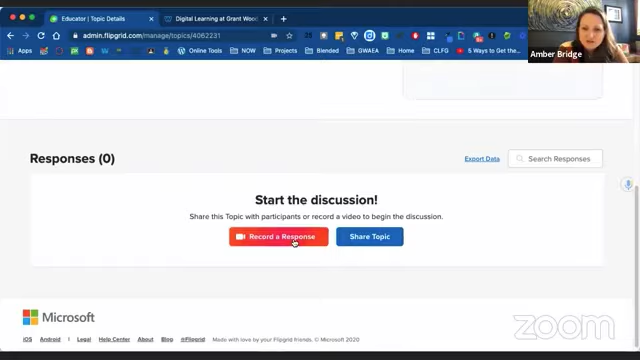 Educator | Topic Details
Digital Learning at Grant Woo
admin.flipgrid.com/manage/topics/4062231
Apps
Online Tools
NOW
Projects
Blended
GWAEA
Home
CLFG
5 Ways to Get the...
Amber Bridge
Responses (0)
Export Data
Search Responses
Start the discussion!
Share this Topic with participants or record a video to begin the discussion.
Record a Response
Share Topic
Microsoft
iOS Android | Legal Help Center About Blog @Flipgrid Made with love by your Flipgrid friends. © Microsoft 2020
zoom